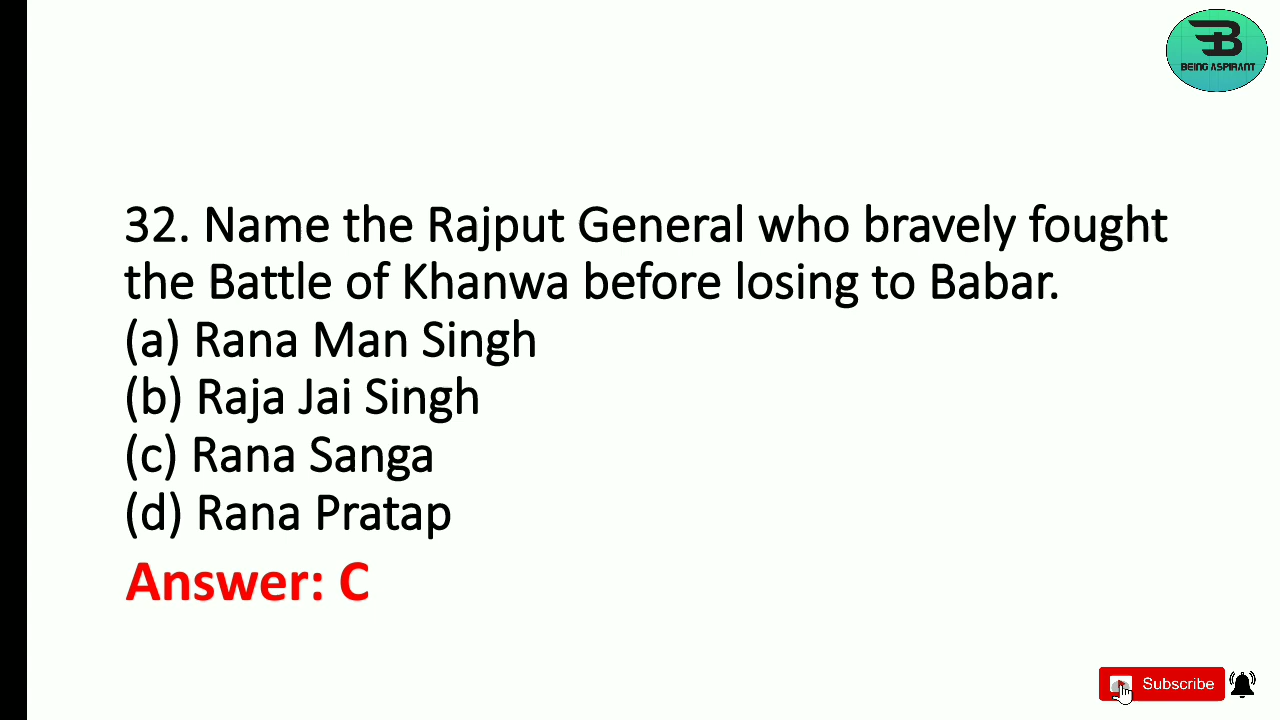 BEING ASPIRANT
32. Name the Rajput General who bravely fought
the Battle of Khanwa before losing to Babar.
(a) Rana Man Singh
(b) Raja Jai Singh
(c) Rana Sanga
(d) Rana Pratap
Answer: C
Subscribe